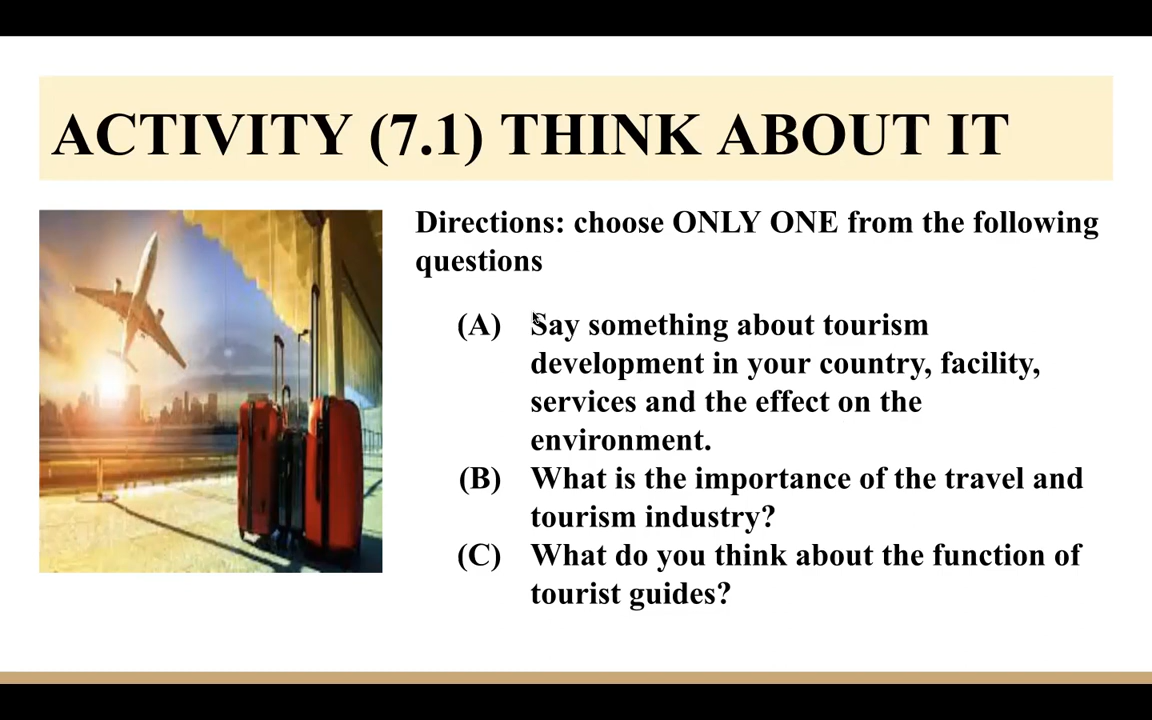 ACTIVITY (7.1) THINK ABOUT IT
Directions: choose ONLY ONE from the following
questions
(A) Say something about tourism
development in your country, facility,
services and the effect on the
environment.
(B) What is the importance of the travel and
tourism industry?
(C) What do you think about the function of
tourist guides?